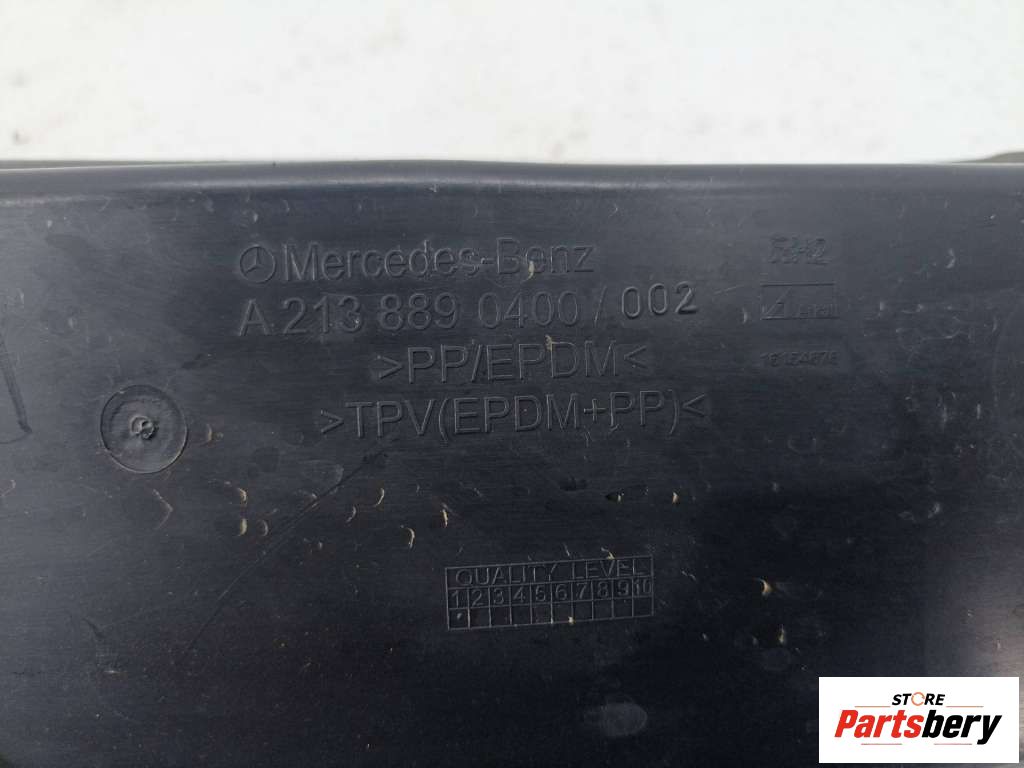 Mercedes-Benz
A 213 889 0400 / 002
>PP/EPDM<
>TPV(EPDM+PP)<
QUALITY LEVEL
1 2 3 4 5 6 7 8 9 10
STORE
Partsbery